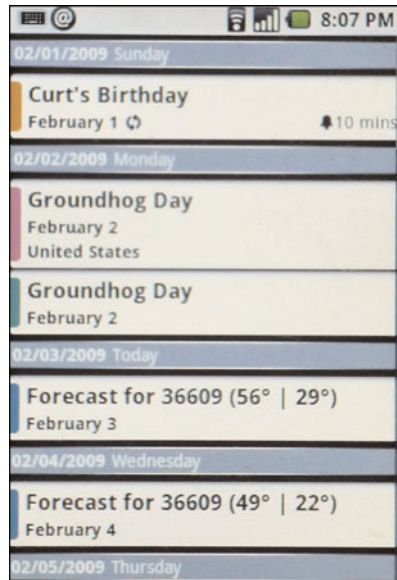 @ 8:07 PM
02/01/2009 Sunday
Curt's Birthday
February 1
10 mins
02/02/2009 Monday
Groundhog Day
February 2
United States
Groundhog Day
February 2
02/03/2009 Today
Forecast for 36609 (56° | 29°)
February 3
02/04/2009 Wednesday
Forecast for 36609 (49° | 22°)
February 4
02/05/2009 Thursday